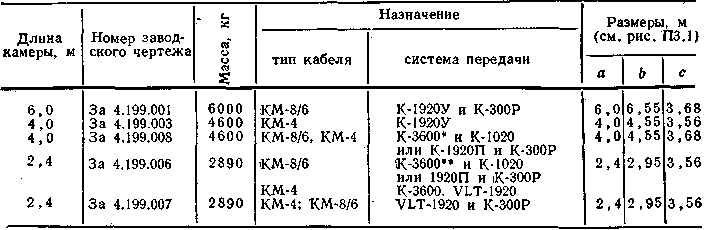 Длина камеры, м | Номер завод- ского чертежа | Масса, кг | Назначение | Размеры, м (см. рис. П3.1)
тип кабеля | система передачи | a | b | c
6,0 | За 4.199.001 | 6000 | КМ-8/6 | К-1920У и К-300Р | 6,0 | 6,55 | 3,68
4,0 | За 4.199.003 | 4600 | КМ-4 | К-1920У | 4,0 | 4,55 | 3,56
4,0 | За 4.199.008 | 4600 | КМ-8/6, КМ-4 | К-3600* и К-1020 | 4,0 | 4,55 | 3,68
или К-1920П и К-300Р
2,4 | За 4.199.006 | 2890 | КМ-8/6 | К-3600** и К-1020 | 2,4 | 2,95 | 3,56
или 1920П и К-300Р
КМ-4 | К-3600. VLT-1920
2,4 | За 4.199.007 | 2890 | КМ-4; КМ-8/6 | VLT-1920 и К-300Р | 2,4 | 2,95 | 3,56